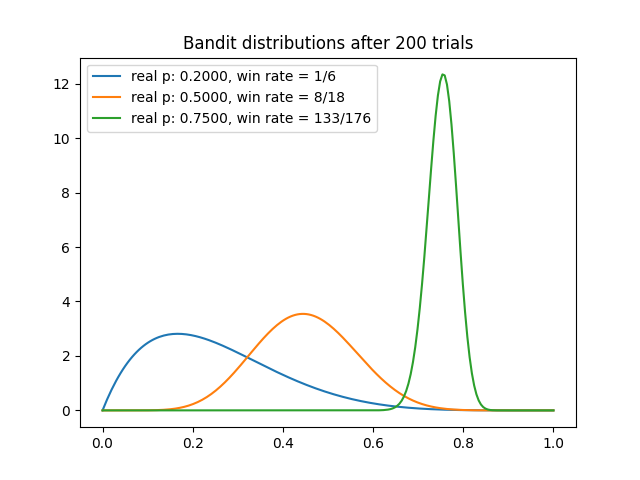 Bandit distributions after 200 trials
real p: 0.2000, win rate = 1/6
real p: 0.5000, win rate = 8/18
real p: 0.7500, win rate = 133/176
12
10
8
6
4
2
0
0.0 0.2 0.4 0.6 0.8 1.0